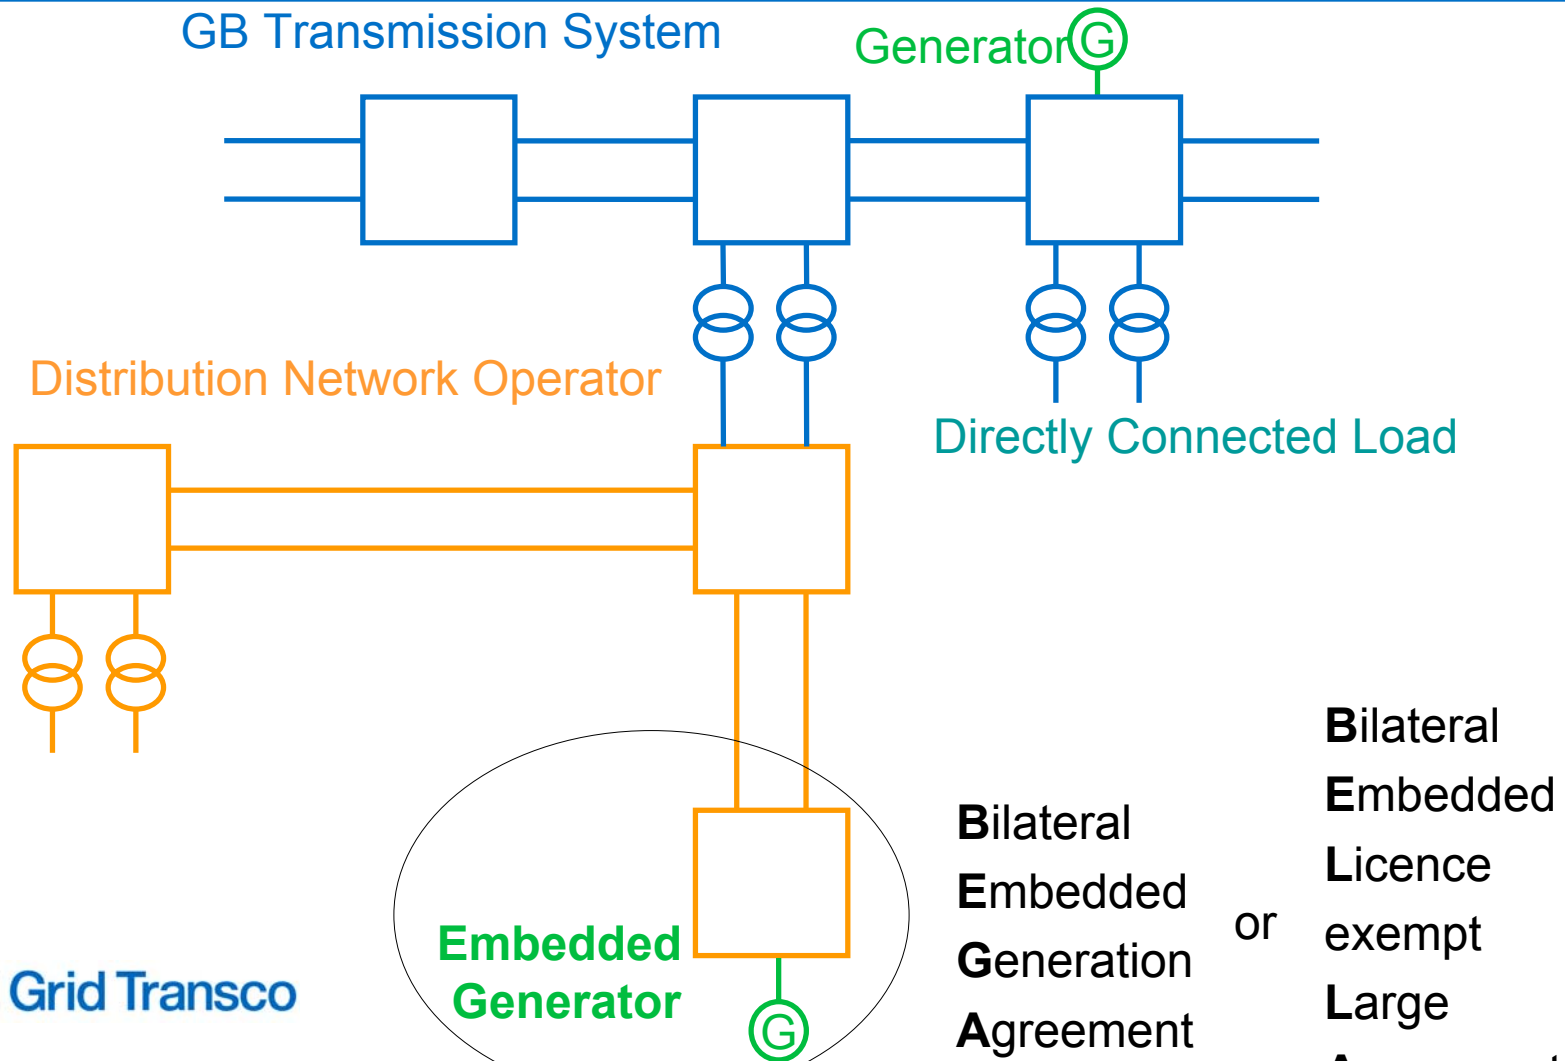 GB Transmission System
Generator G
Distribution Network Operator
Directly Connected Load
Bilateral
Embedded
Generation
Agreement
or
Bilateral
Embedded
Licence
exempt
Large
Embedded
Generator
G
Grid Transco